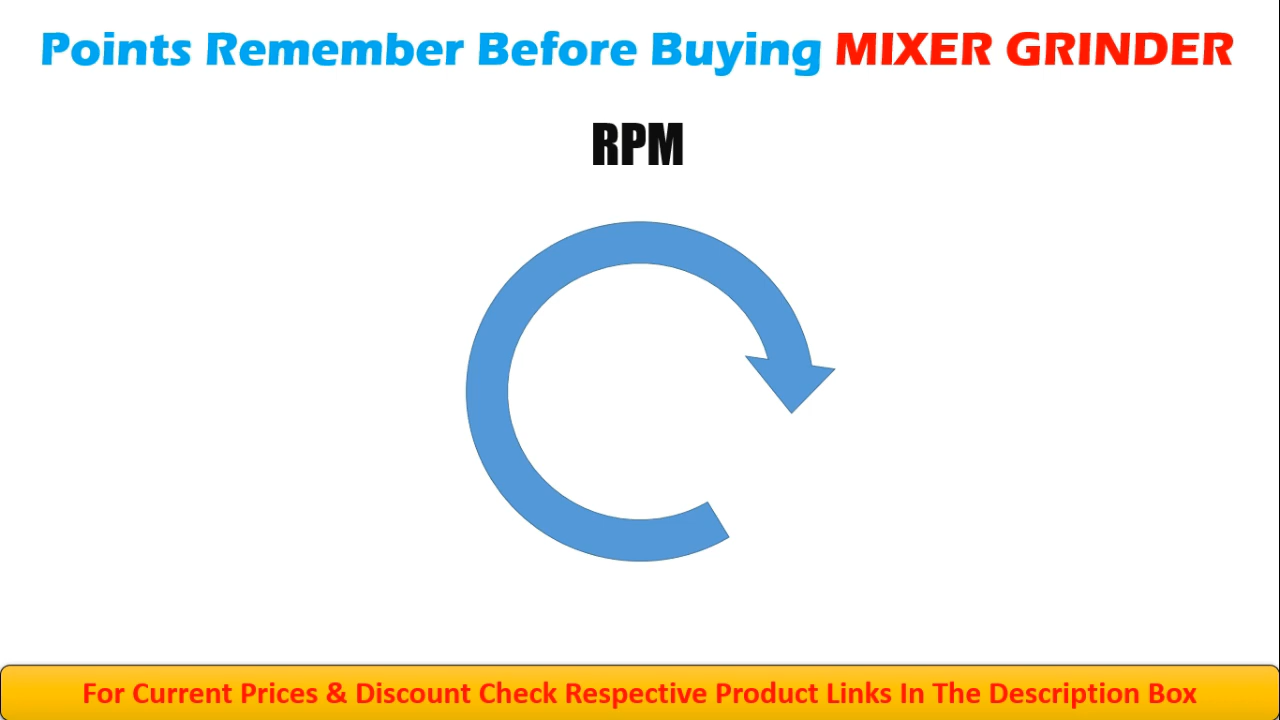 Points Remember Before Buying MIXER GRINDER
RPM
For Current Prices & Discount Check Respective Product Links In The Description Box